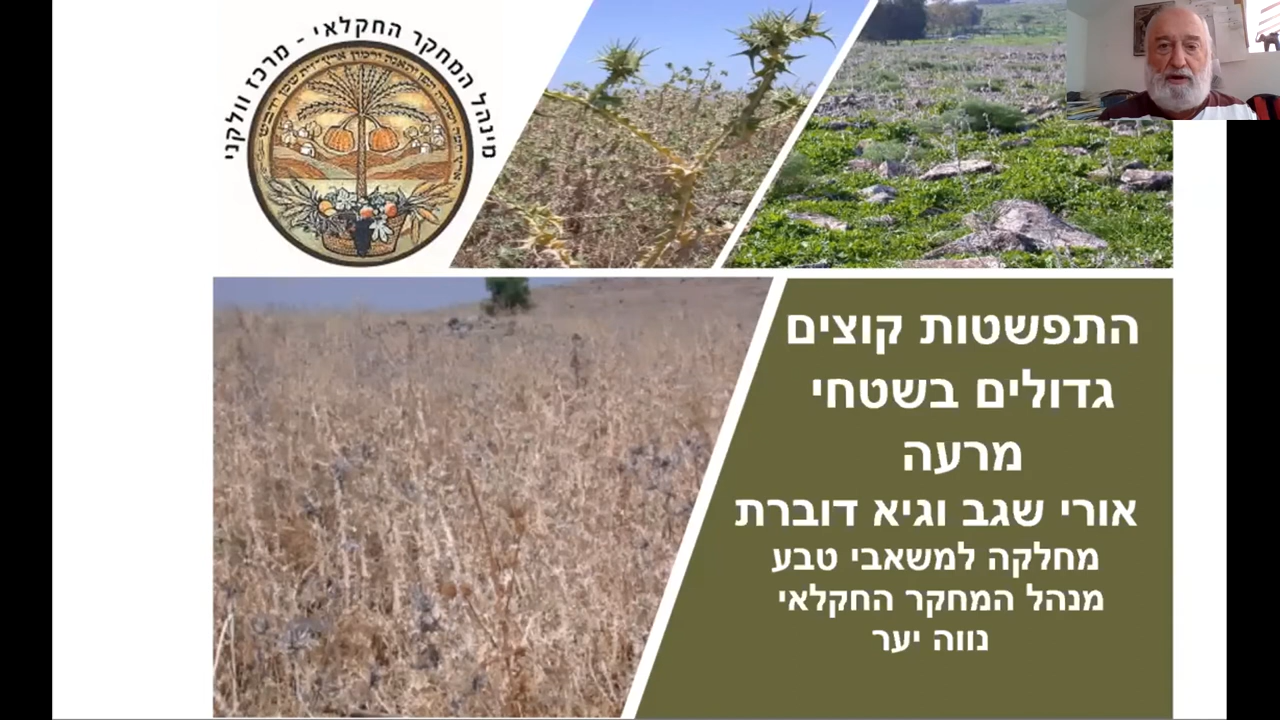 מינהל המחקר החקלאי - מרכז וולקני
התפשטות קוצים
גדולים בשטחי
מרעה
אורי שגב וגיא דוברת
מחלקה למשאבי טבע
מנהל המחקר החקלאי
נווה יער